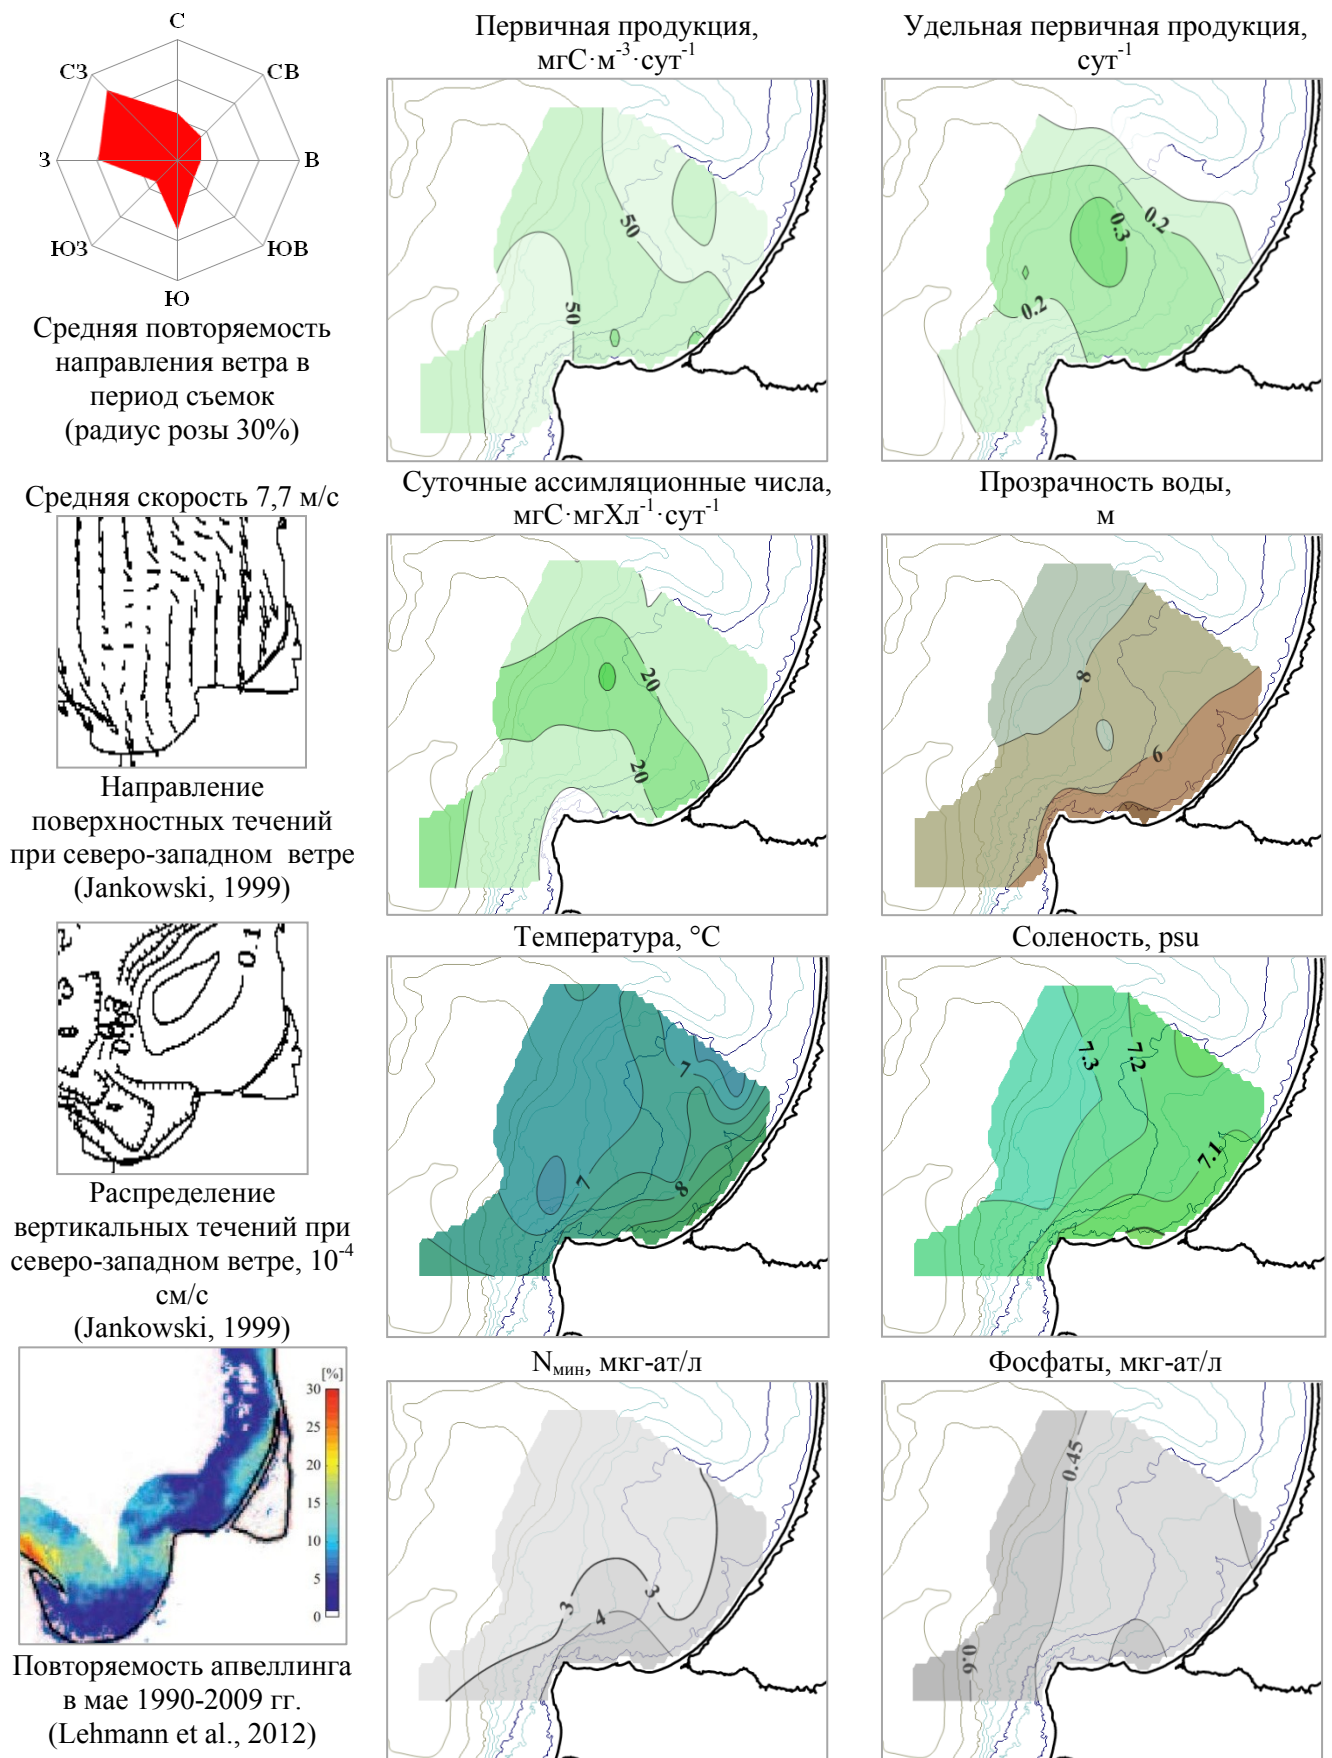 С
СЗ
СВ
З
В
ЮЗ
ЮВ
Ю
Средняя повторяемость
направления ветра в
период съемок
(радиус розы 30%)
Средняя скорость 7,7 м/с
Направление
поверхностных течений
при северо-западном ветре
(Jankowski, 1999)
0.1
Распределение
вертикальных течений при
северо-западном ветре, 10⁻⁴
см/с
(Jankowski, 1999)
[%]
30
25
20
15
10
5
0
Повторяемость апвеллинга
в мае 1990-2009 гг.
(Lehmann et al., 2012)
Первичная продукция,
мгС·м⁻³·сут⁻¹
50
50
Удельная первичная продукция,
сут⁻¹
0.3
0.2
0.2
Суточные ассимляционные числа,
мгС·мгХл⁻¹·сут⁻¹
20
20
Прозрачность воды,
м
8
6
Температура, °С
7
7
8
Соленость, psu
7.3
7.2
7.1
Nмин, мкг-ат/л
3
3
4
Фосфаты, мкг-ат/л
0.45
0.6